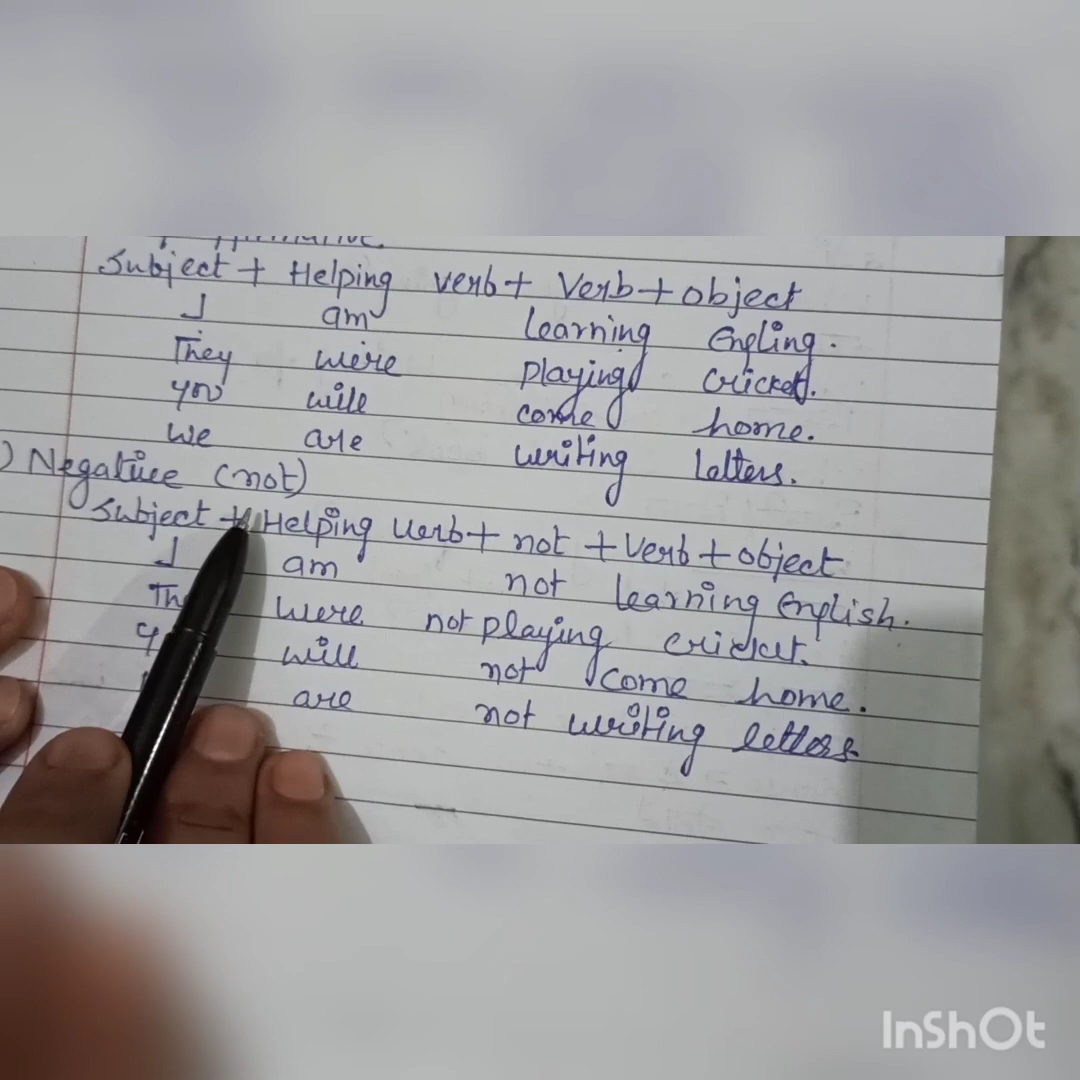 Affirmative.
Subject + Helping verb + Verb + object
I am learning Engling.
They were playing cricket.
you will come home.
we are writing letters.
) Negative (not)
Subject + Helping verb + not + verb + object
I am not learning English.
Th were not playing cricket.
will not come home.
are not writing letters
InShOt